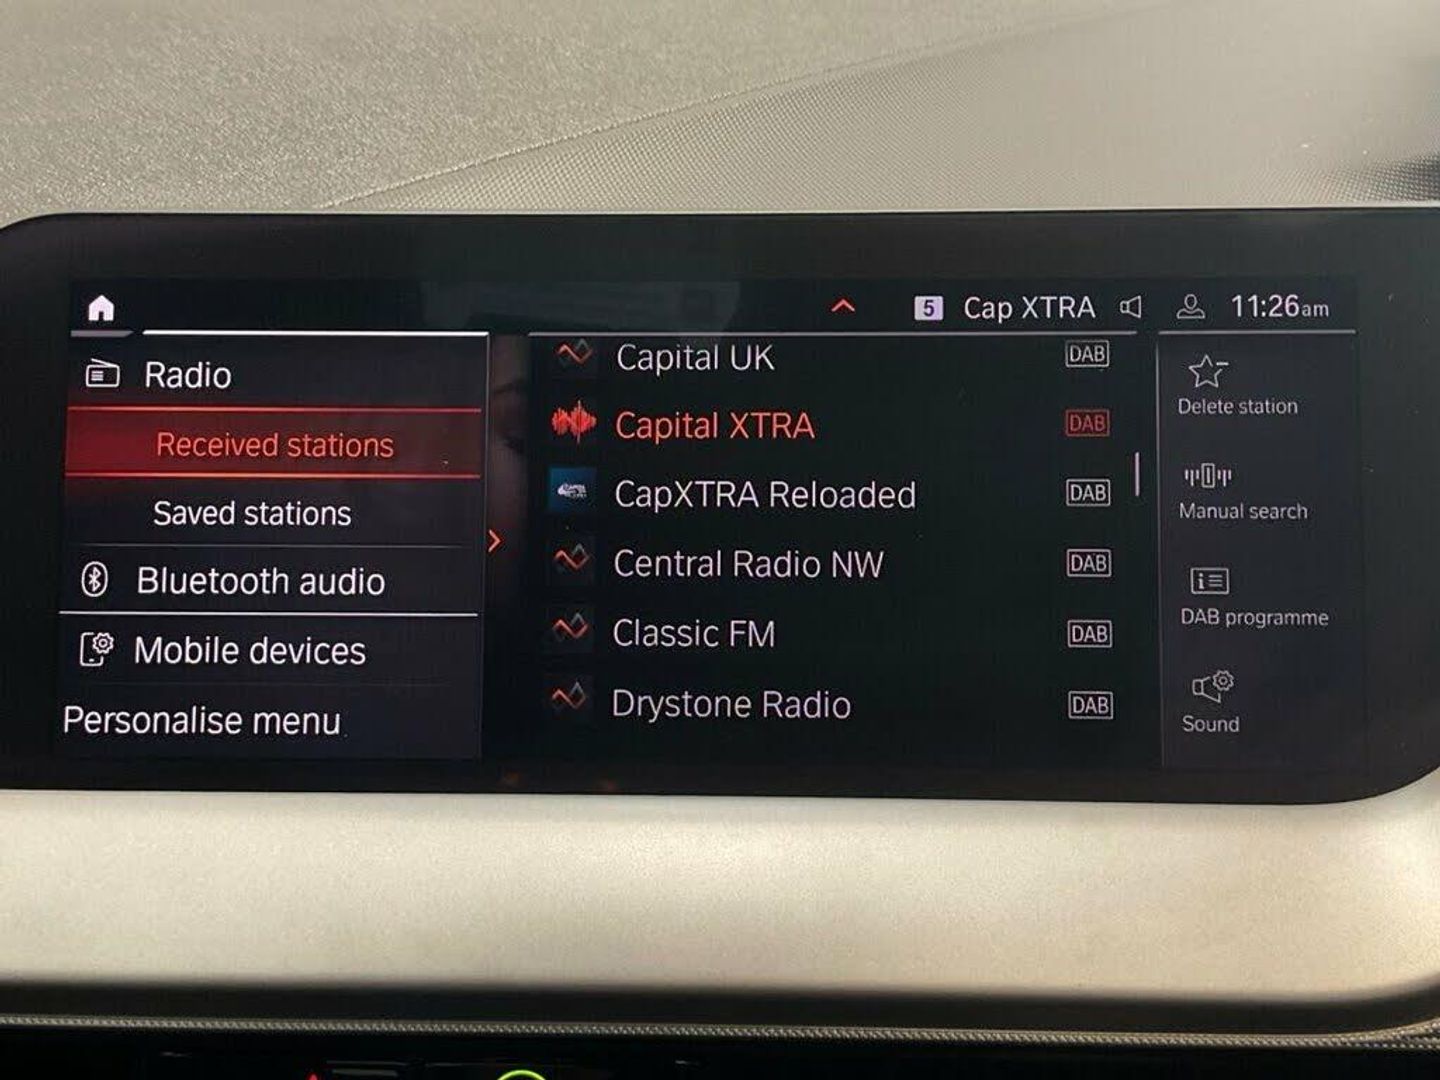 5 Cap XTRA 11:26am
Radio
Received stations
Saved stations
Bluetooth audio
Mobile devices
Personalise menu
Capital UK DAB
Capital XTRA DAB
CapXTRA Reloaded DAB
Central Radio NW DAB
Classic FM DAB
Drystone Radio DAB
Delete station
Manual search
DAB programme
Sound